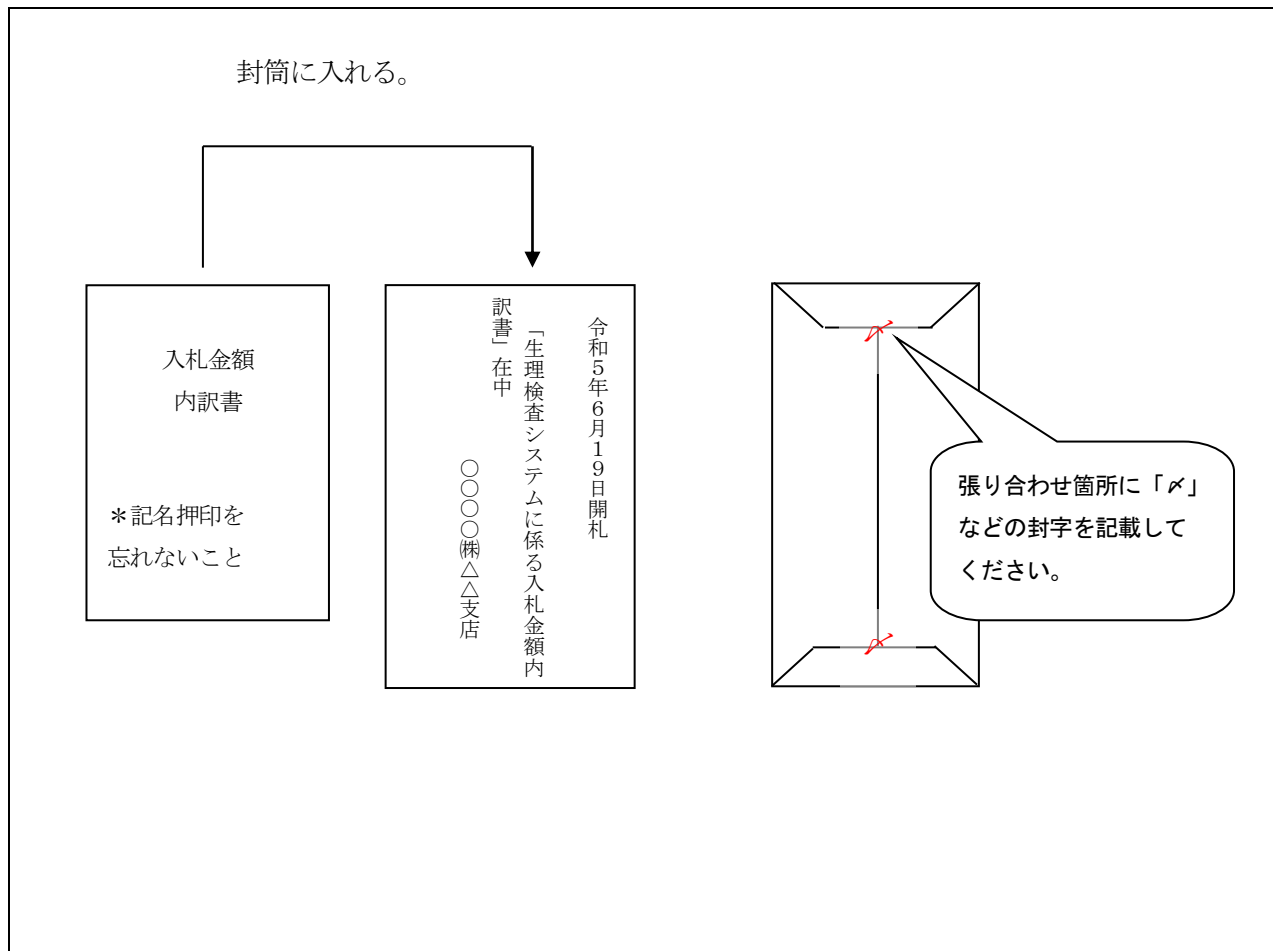 封筒に入れる。
入札金額
内訳書
＊記名押印を
忘れないこと
令和５年６月１９日開札
「生理検査システムに係る入札金額内
訳書」在中
○○○○㈱△△支店
〆
張り合わせ箇所に「〆」
などの封字を記載して
ください。
〆